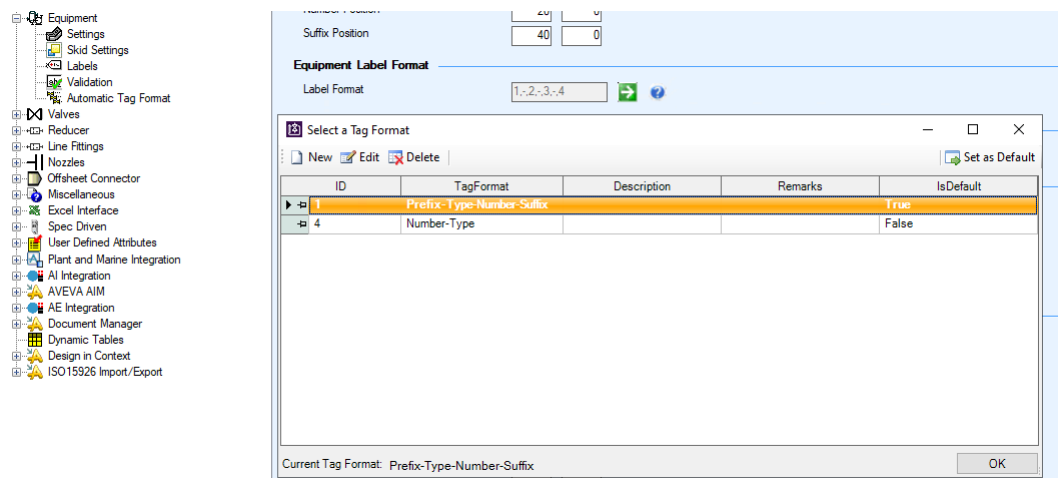 Equipment
Settings
Skid Settings
Labels
Validation
Automatic Tag Format
Valves
Reducer
Line Fittings
Nozzles
Offsheet Connector
Miscellaneous
Excel Interface
Spec Driven
User Defined Attributes
Plant and Marine Integration
AI Integration
AVEVA AIM
AE Integration
Document Manager
Dynamic Tables
Design in Context
ISO15926 Import/Export
Number Position 20 0
Suffix Position 40 0
Equipment Label Format
Label Format 1,-,2,-,3,-,4
Select a Tag Format
New Edit Delete Set as Default
ID TagFormat Description Remarks IsDefault
1 Prefix-Type-Number-Suffix True
4 Number-Type False
Current Tag Format: Prefix-Type-Number-Suffix OK